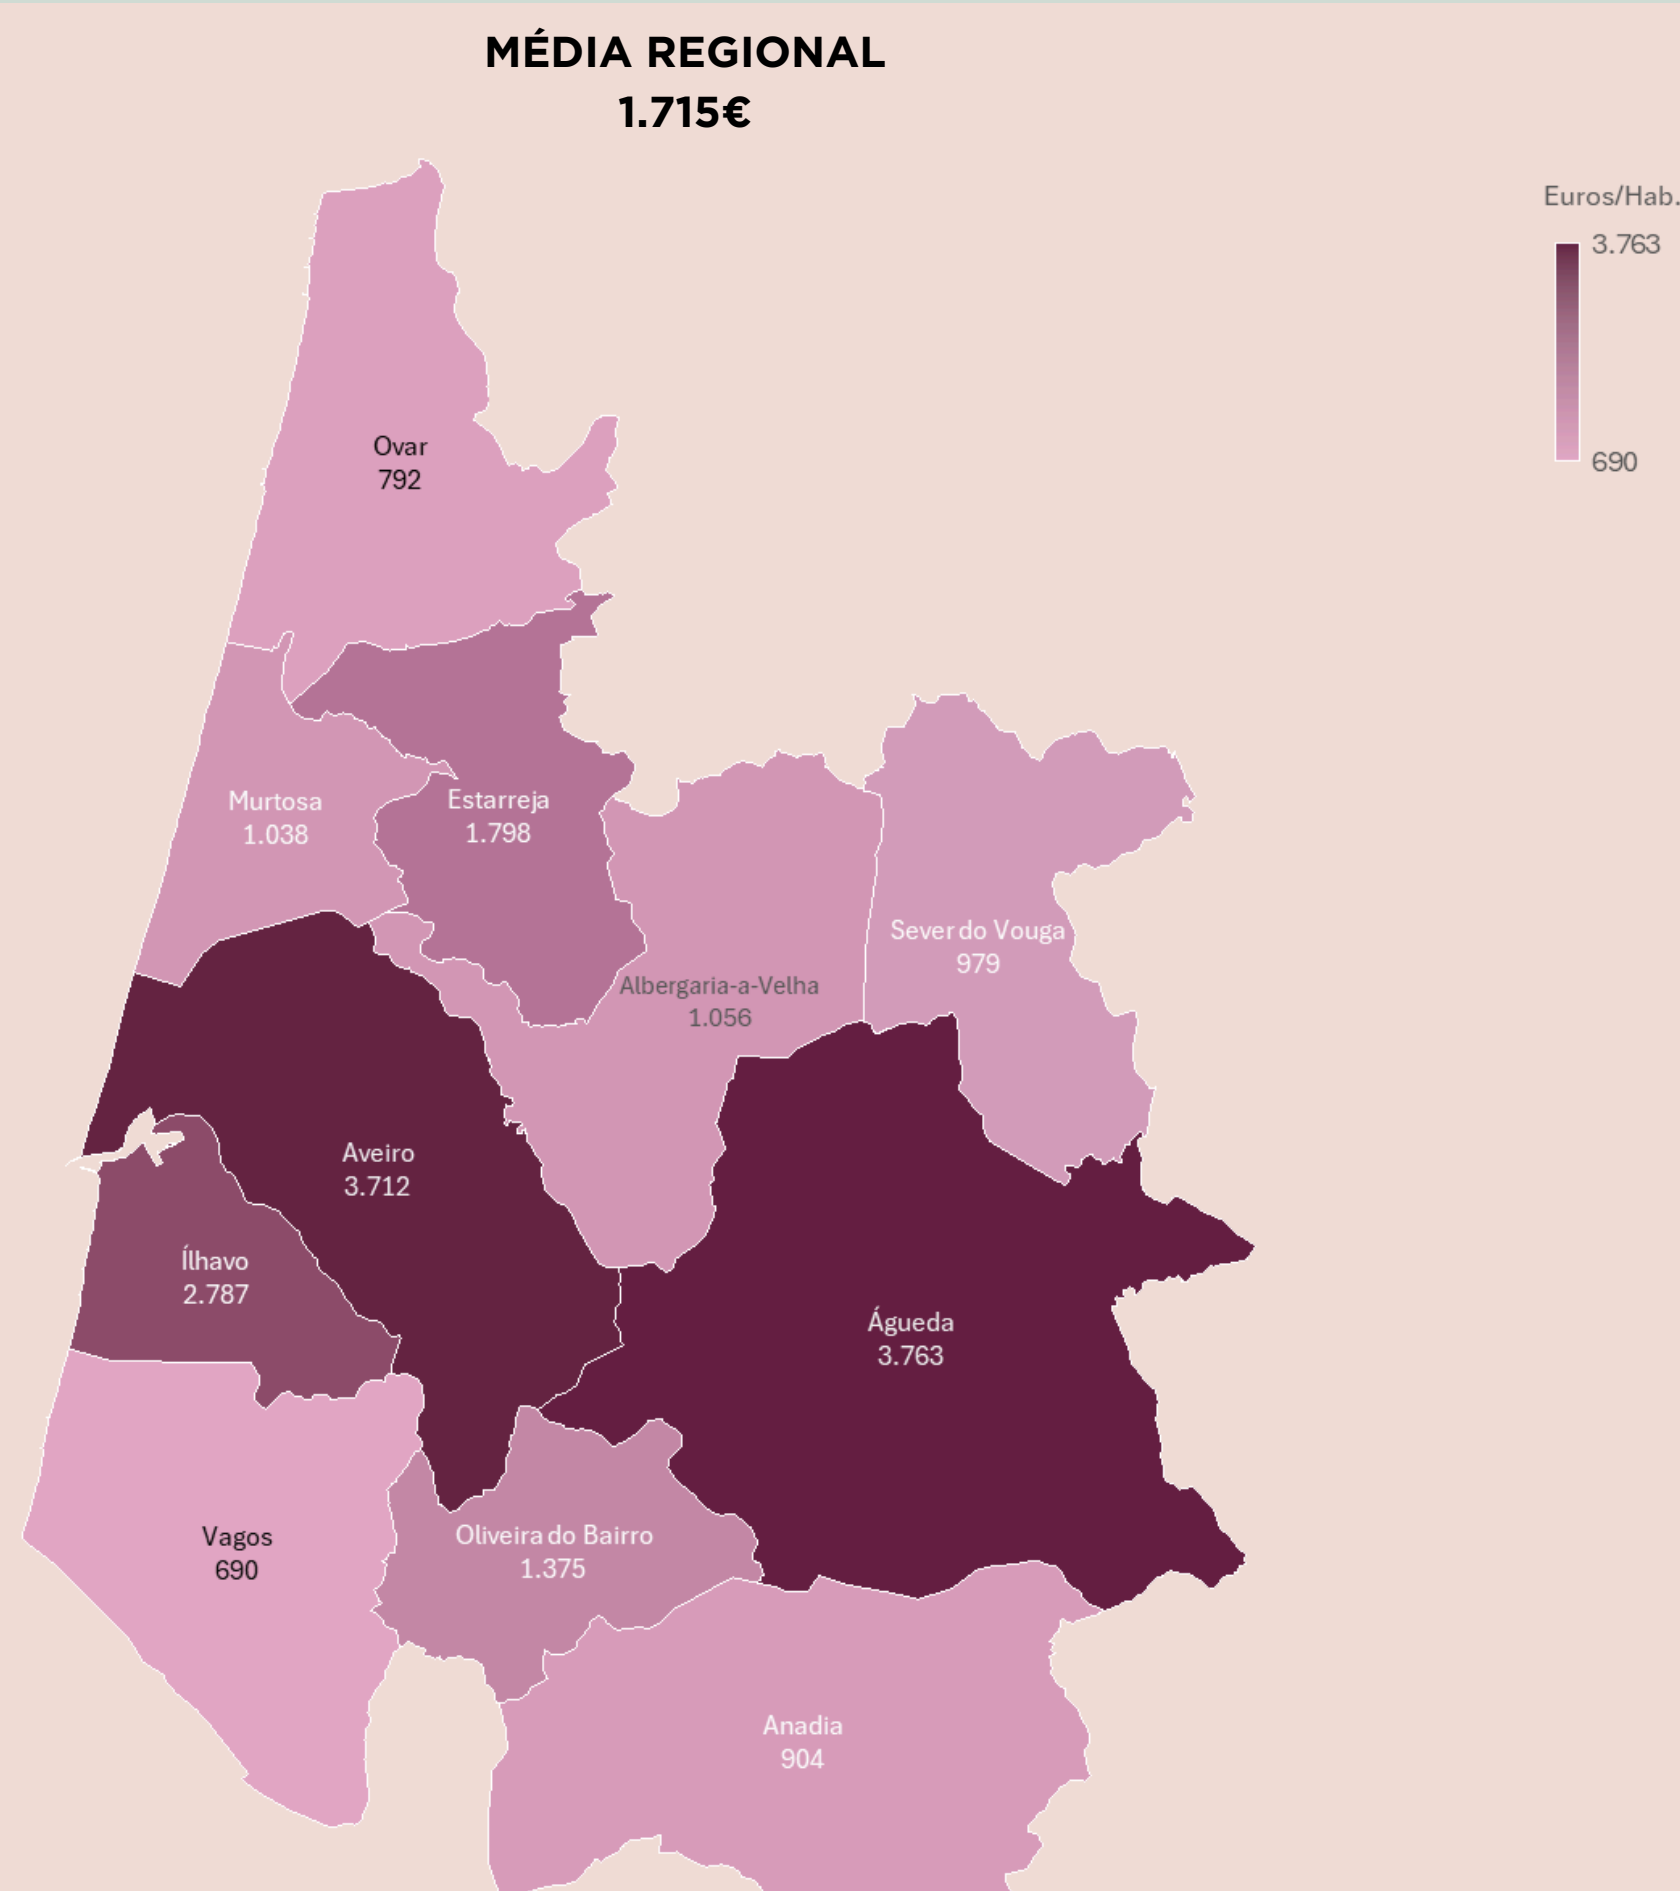 MÉDIA REGIONAL
1.715€
Euros/Hab.
3.763
690
Ovar
792
Murtosa
1.038
Estarreja
1.798
Sever do Vouga
979
Albergaria-a-Velha
1.056
Aveiro
3.712
Ílhavo
2.787
Águeda
3.763
Vagos
690
Oliveira do Bairro
1.375
Anadia
904